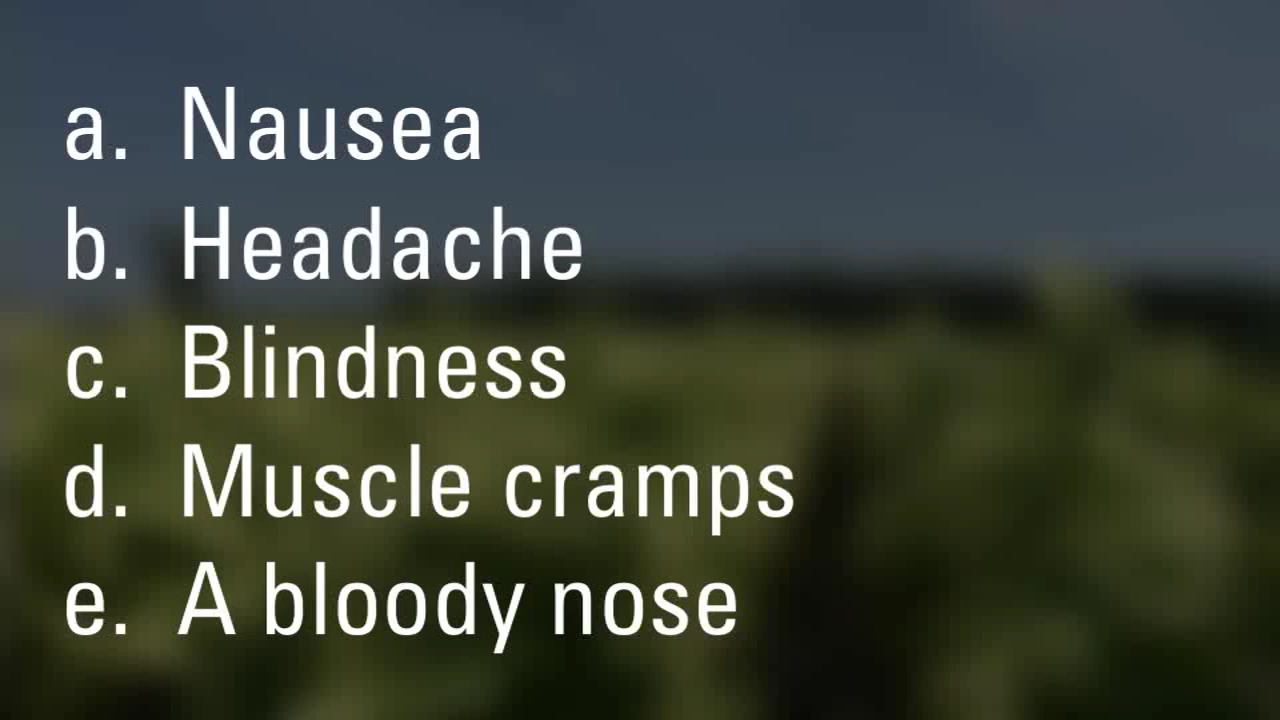 a. Nausea
b. Headache
c. Blindness
d. Muscle cramps
e. A bloody nose